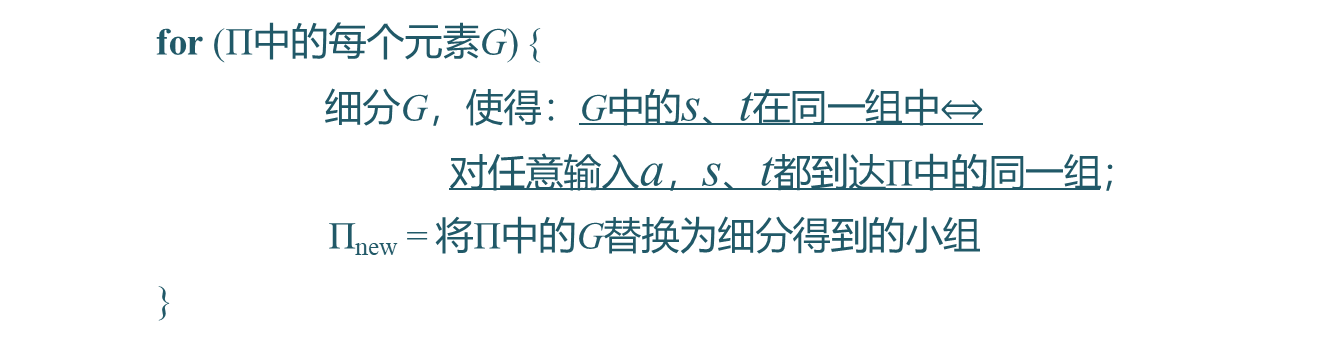 for (Π中的每个元素G) {
细分G，使得：G中的s、t在同一组中⇔
对任意输入a，s、t都到达Π中的同一组；
Πnew = 将Π中的G替换为细分得到的小组
}